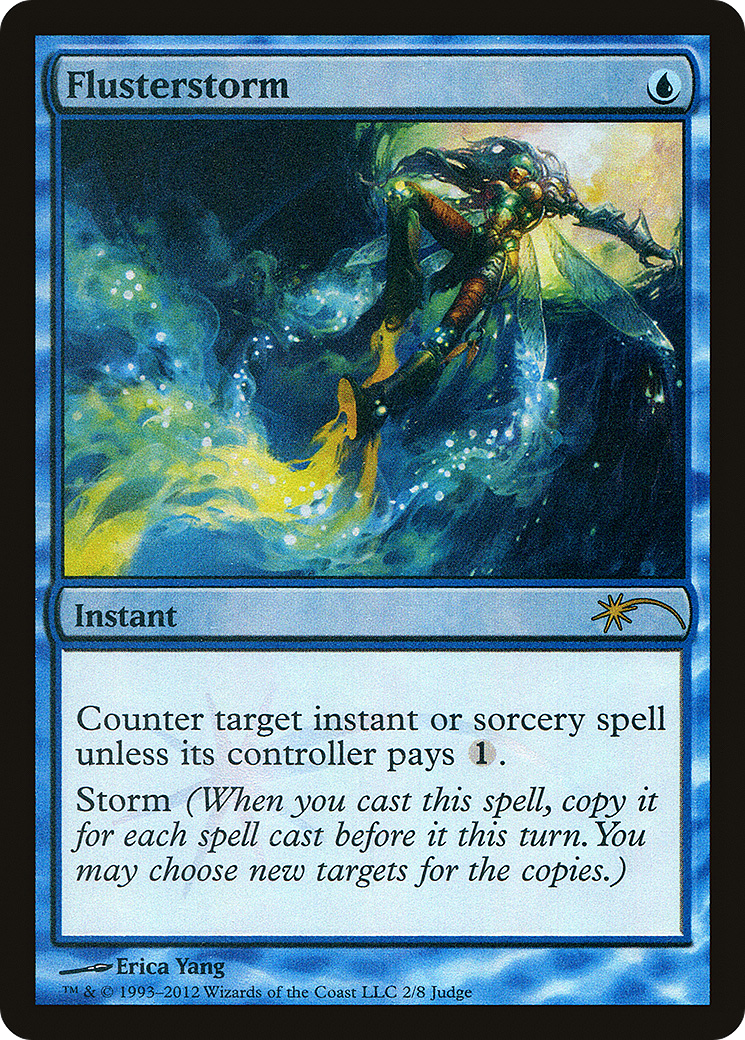 Flusterstorm
Instant
Counter target instant or sorcery spell
unless its controller pays 1.
Storm (When you cast this spell, copy it
for each spell cast before it this turn. You
may choose new targets for the copies.)
Erica Yang
™ & © 1993–2012 Wizards of the Coast LLC 2/8 Judge